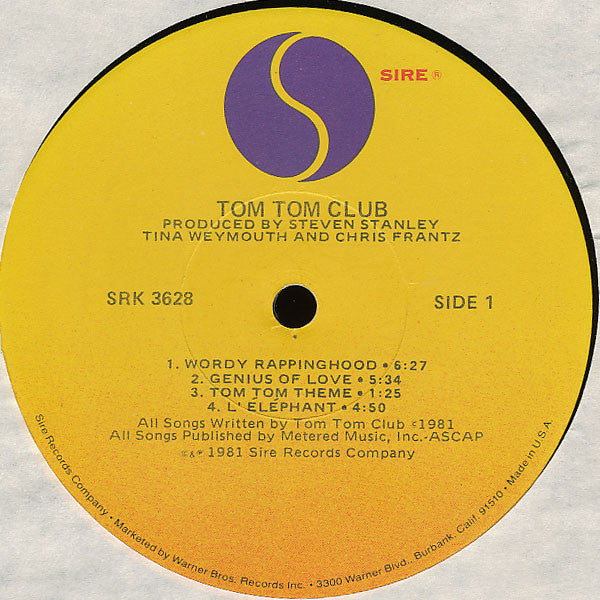 SIRE ®
TOM TOM CLUB
PRODUCED BY STEVEN STANLEY
TINA WEYMOUTH AND CHRIS FRANTZ
SRK 3628
SIDE 1
1. WORDY RAPPINGHOOD • 6:27
2. GENIUS OF LOVE • 5:34
3. TOM TOM THEME • 1:25
4. L' ELÉPHANT • 4:50
All Songs Written by Tom Tom Club ©1981
All Songs Published by Metered Music, Inc.-ASCAP
©&℗ 1981 Sire Records Company
Sire Records Company • Marketed by Warner Bros. Records Inc. • 3300 Warner Blvd., Burbank, Calif. 91510 • Made in U.S.A